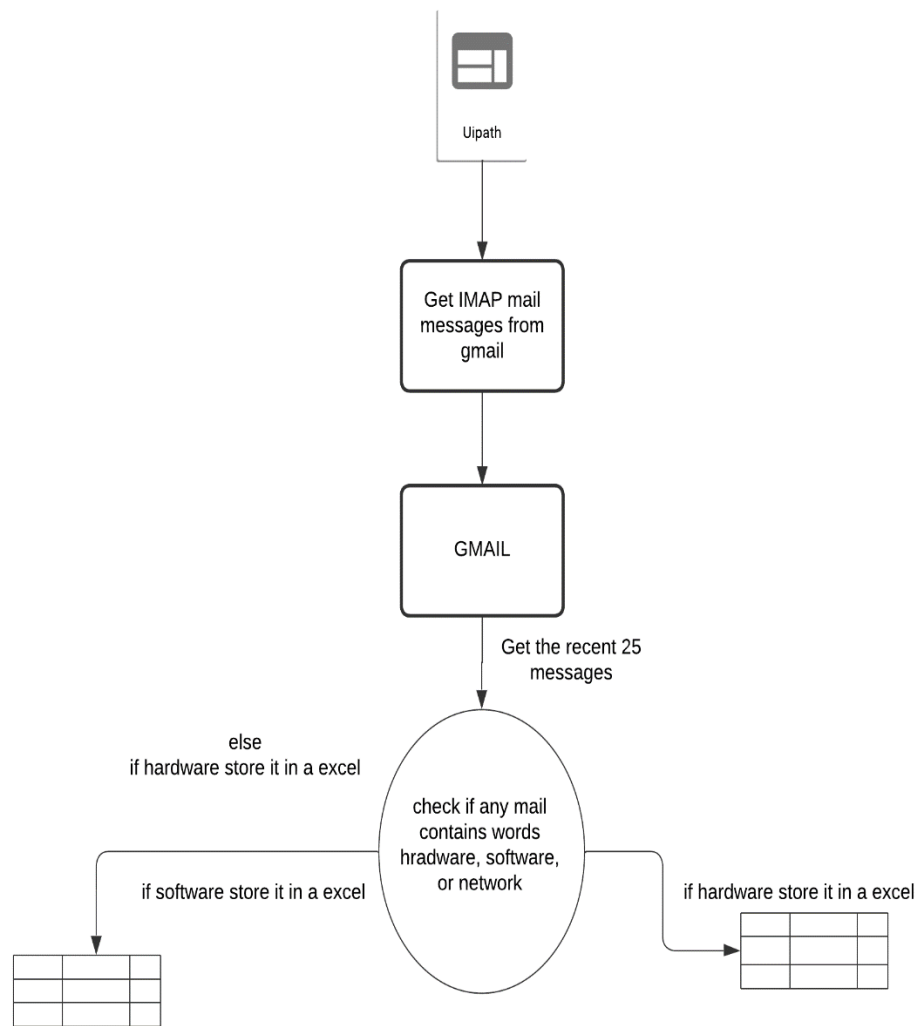 Uipath
Get IMAP mail
messages from
gmail
GMAIL
Get the recent 25
messages
else
if hardware store it in a excel
check if any mail
contains words
hradware, software,
or network
if software store it in a excel
if hardware store it in a excel